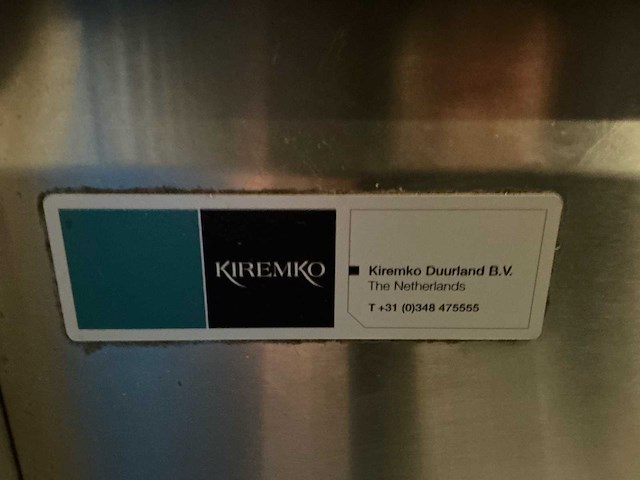 KIREMKO
Kiremko Duurland B.V.
The Netherlands
T +31 (0)348 475555